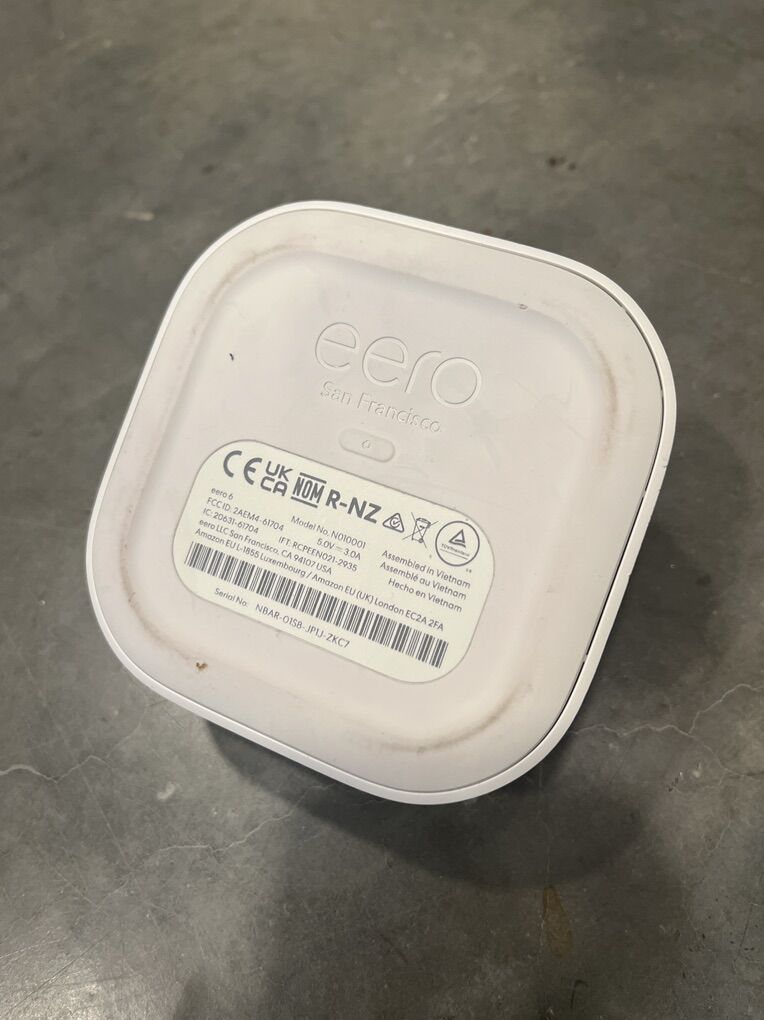 eero
San Francisco
CE UK CA NOM R-NZ
eero 6
FCC ID: 2AEM4-61704 Model No. N010001
IC: 20631-61704 5.0V ⎓ 3.0A Assembled in Vietnam
IFT: RCPEEN021-2935 Assemblé au Vietnam
eero LLC San Francisco, CA 94107 USA Hecho en Vietnam
Amazon EU L-1855 Luxembourg / Amazon EU (UK) London EC2A 2FA
Serial No: NBAR-01S8-JPIJ-ZKC7